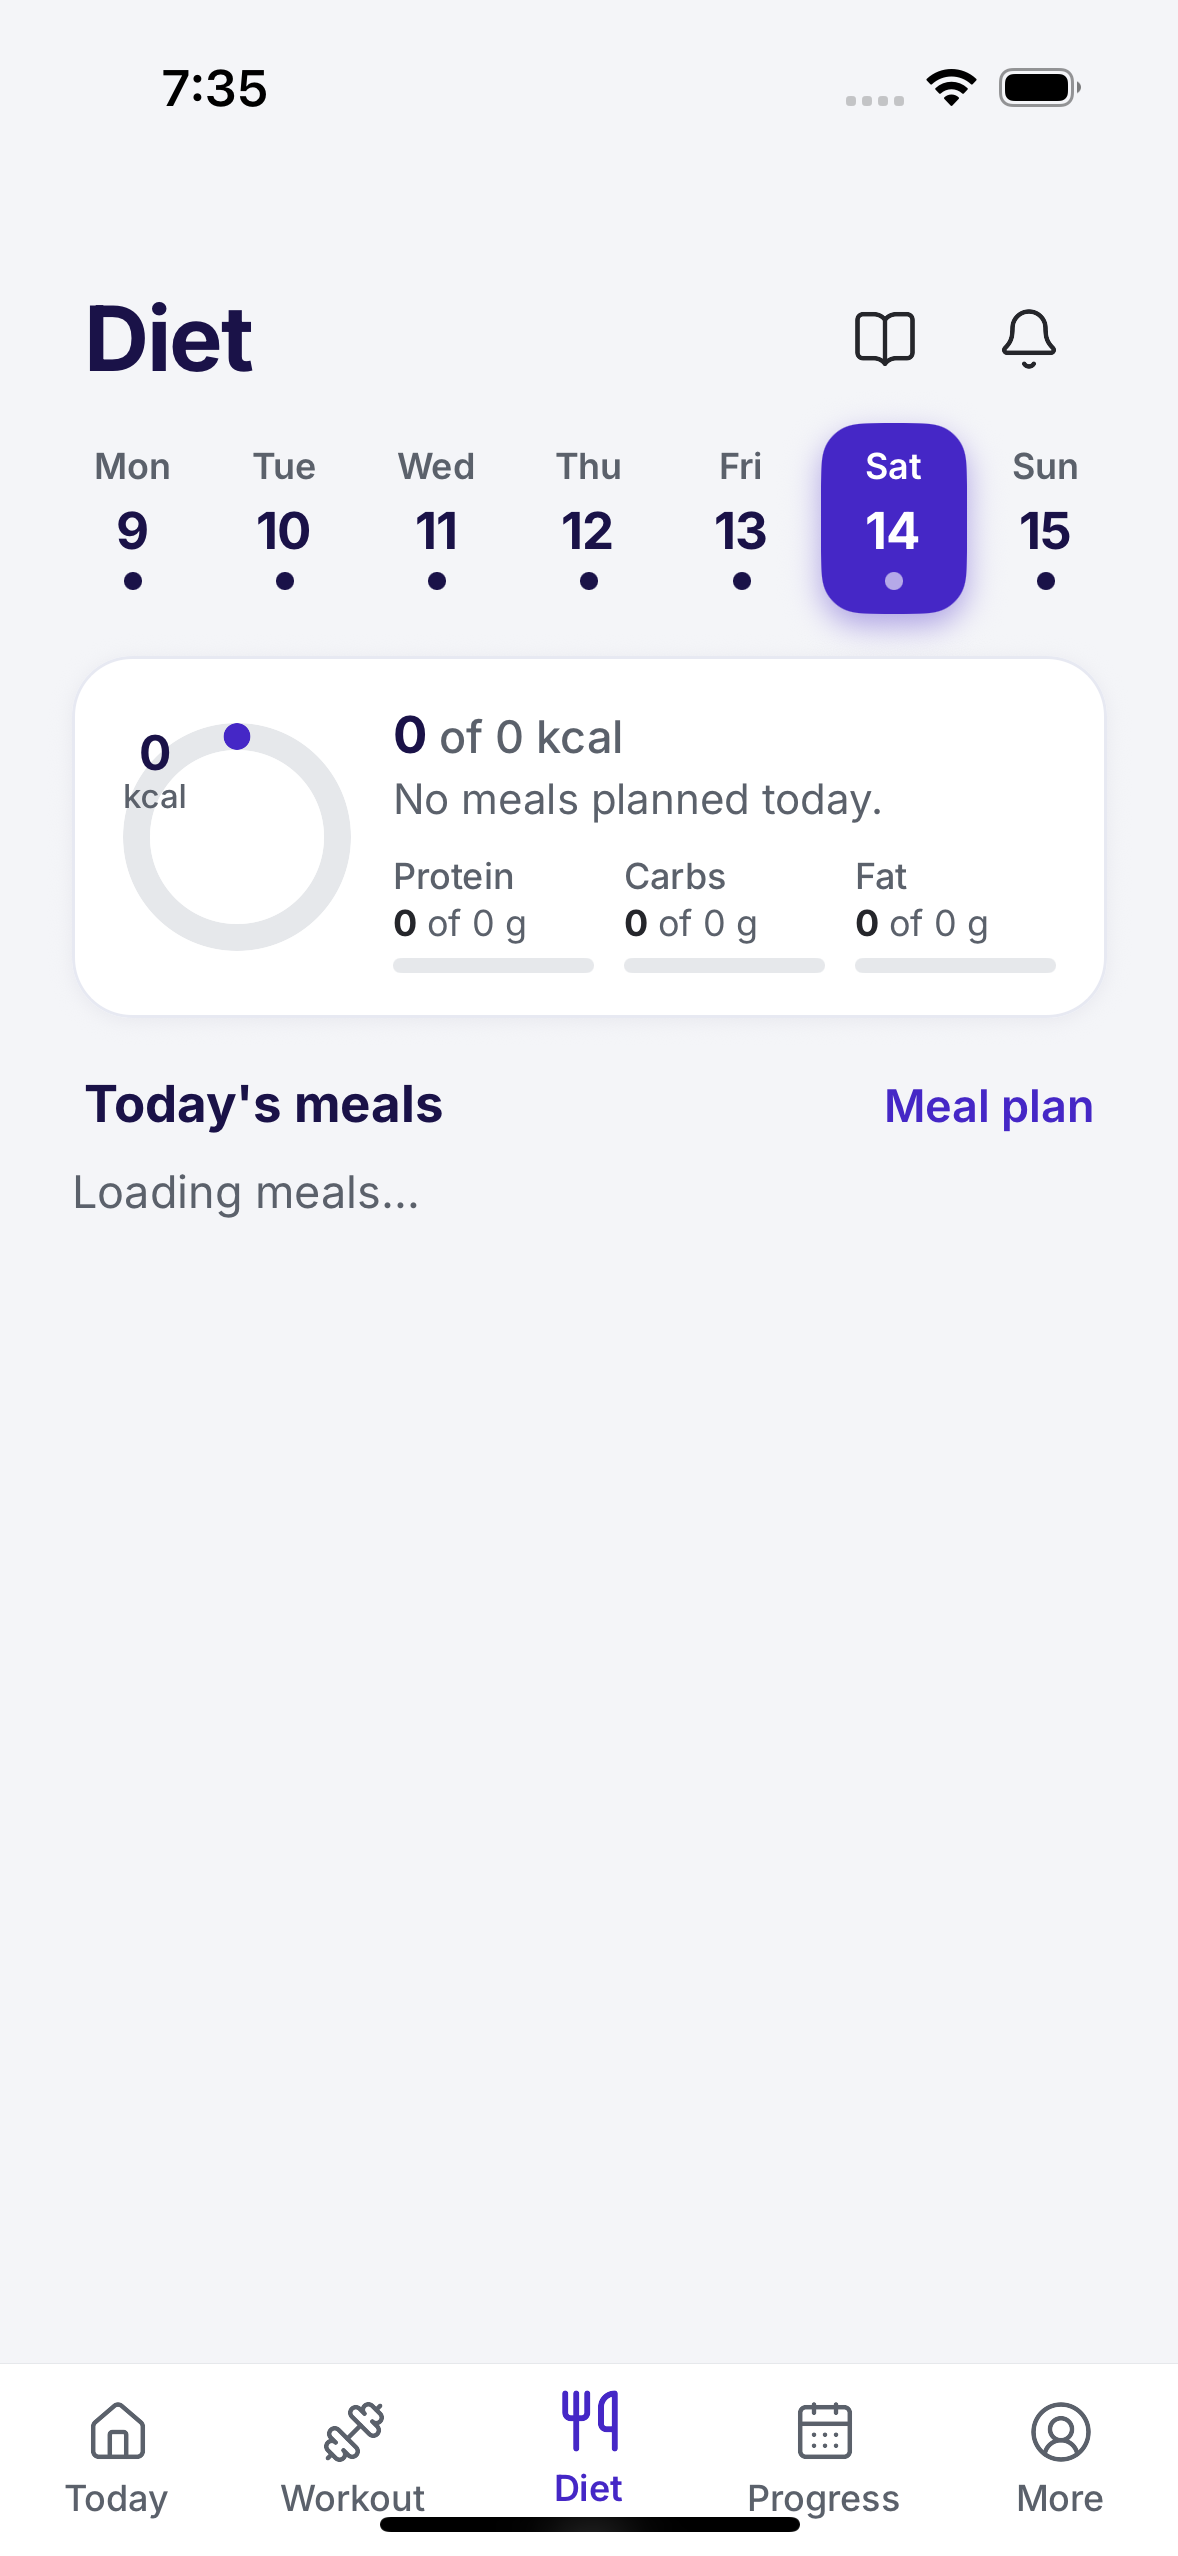 7:35
Diet
Mon Tue Wed Thu Fri Sat Sun
9 10 11 12 13 14 15
0
kcal
0 of 0 kcal
No meals planned today.
Protein Carbs Fat
0 of 0 g 0 of 0 g 0 of 0 g
Today's meals Meal plan
Loading meals...
Today Workout Diet Progress More